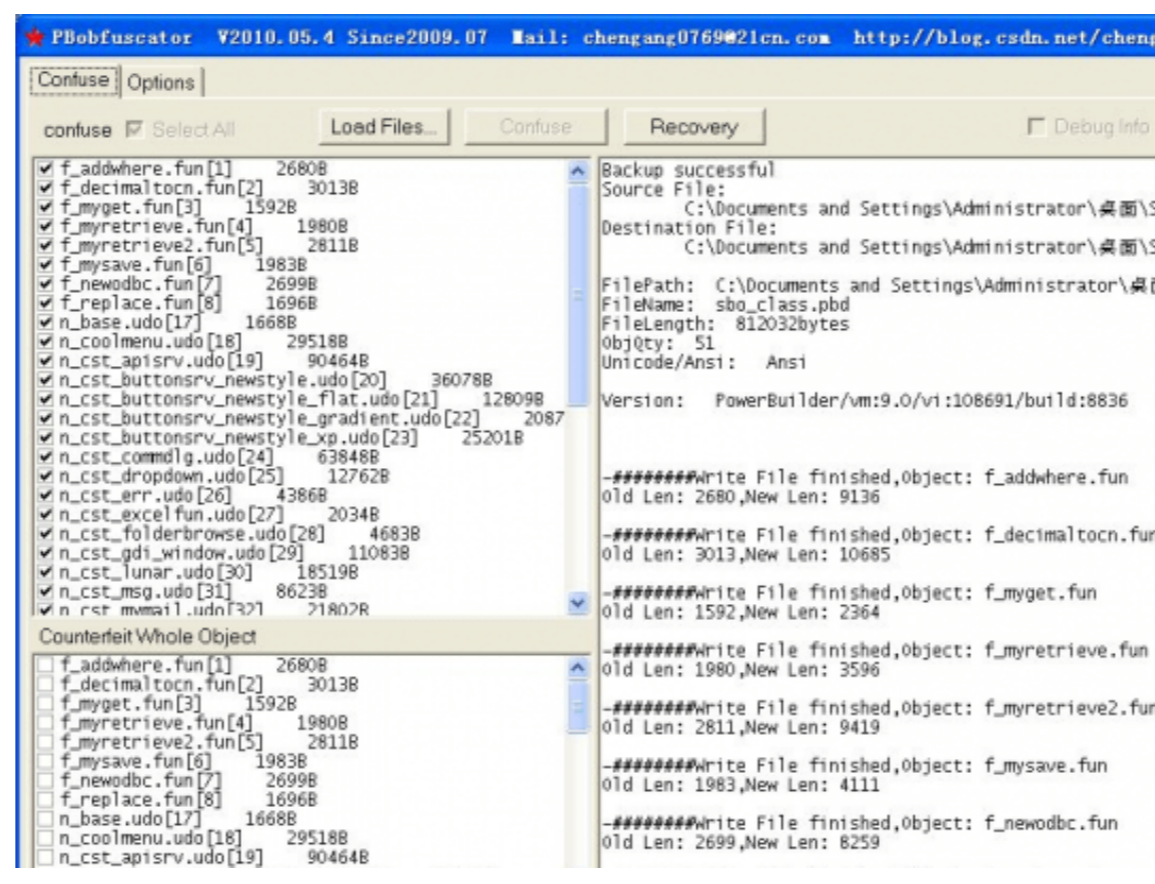 PBobfuscator V2010.05.4 Since2009.07 Mail: chengang0769@21cn.com http://blog.csdn.net/cheng
Confuse Options
confuse Select All Load Files... Confuse Recovery Debug Info
f_addwhere.fun[1] 2680B
f_decimaltocn.fun[2] 3013B
f_myget.fun[3] 1592B
f_myretrieve.fun[4] 1980B
f_myretrieve2.fun[5] 2811B
f_mysave.fun[6] 1983B
f_newodbc.fun[7] 2699B
f_replace.fun[8] 1696B
n_base.udo[17] 1668B
n_coolmenu.udo[18] 29518B
n_cst_apisrv.udo[19] 90464B
n_cst_buttonsrv_newstyle.udo[20] 36078B
n_cst_buttonsrv_newstyle_flat.udo[21] 12809B
n_cst_buttonsrv_newstyle_gradient.udo[22] 2087
n_cst_buttonsrv_newstyle_xp.udo[23] 25201B
n_cst_commdlg.udo[24] 63848B
n_cst_dropdown.udo[25] 12762B
n_cst_err.udo[26] 4386B
n_cst_excelfun.udo[27] 2034B
n_cst_folderbrowse.udo[28] 4683B
n_cst_gdi_window.udo[29] 11083B
n_cst_lunar.udo[30] 18519B
n_cst_msg.udo[31] 8623B
n_cst_mymail.udo[32] 21802B
Counterfeit Whole Object
f_addwhere.fun[1] 2680B
f_decimaltocn.fun[2] 3013B
f_myget.fun[3] 1592B
f_myretrieve.fun[4] 1980B
f_myretrieve2.fun[5] 2811B
f_mysave.fun[6] 1983B
f_newodbc.fun[7] 2699B
f_replace.fun[8] 1696B
n_base.udo[17] 1668B
n_coolmenu.udo[18] 29518B
n_cst_apisrv.udo[19] 90464B
Backup successful
Source File:
C:\Documents and Settings\Administrator\桌面\S
Destination File:
C:\Documents and Settings\Administrator\桌面\S
FilePath: C:\Documents and Settings\Administrator\桌面
FileName: sbo_class.pbd
FileLength: 812032bytes
ObjQty: 51
Unicode/Ansi: Ansi
Version: PowerBuilder/vm:9.0/vi:108691/build:8836
-########Write File finished,Object: f_addwhere.fun
Old Len: 2680,New Len: 9136
-########Write File finished,Object: f_decimaltocn.fun
Old Len: 3013,New Len: 10685
-########Write File finished,Object: f_myget.fun
Old Len: 1592,New Len: 2364
-########Write File finished,Object: f_myretrieve.fun
Old Len: 1980,New Len: 3596
-########Write File finished,Object: f_myretrieve2.fun
Old Len: 2811,New Len: 9419
-########Write File finished,Object: f_mysave.fun
Old Len: 1983,New Len: 4111
-########Write File finished,Object: f_newodbc.fun
Old Len: 2699,New Len: 8259